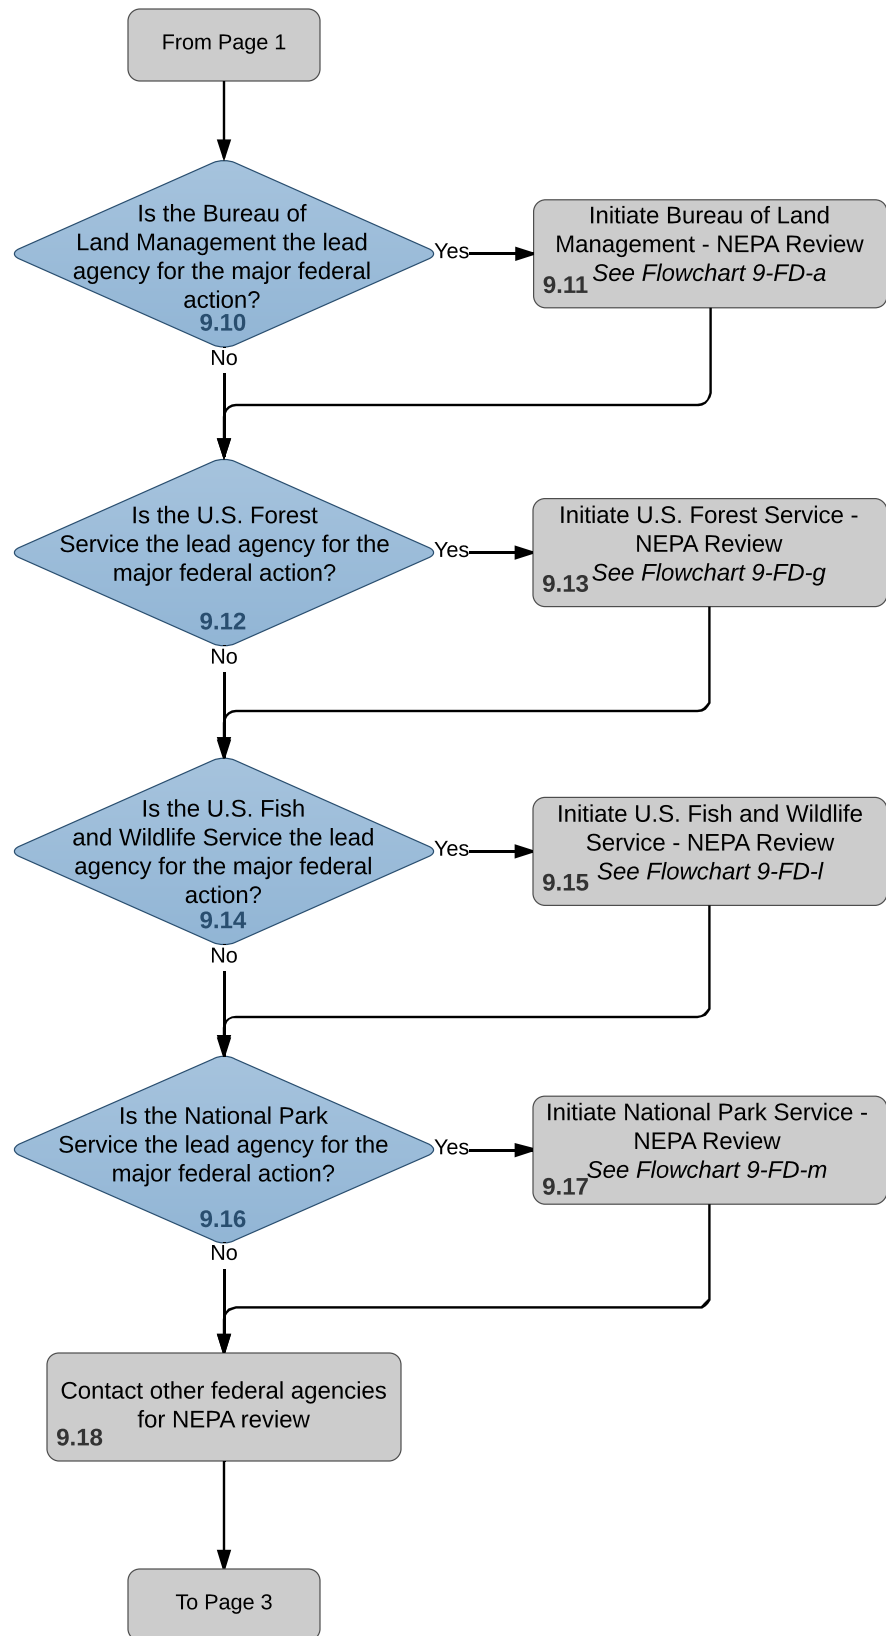 From Page 1
Is the Bureau of
Land Management the lead
agency for the major federal
action?
9.10
Yes
Initiate Bureau of Land
Management - NEPA Review
See Flowchart 9-FD-a
9.11
No
Is the U.S. Forest
Service the lead agency for the
major federal action?
9.12
Yes
Initiate U.S. Forest Service -
NEPA Review
See Flowchart 9-FD-g
9.13
No
Is the U.S. Fish
and Wildlife Service the lead
agency for the major federal
action?
9.14
Yes
Initiate U.S. Fish and Wildlife
Service - NEPA Review
See Flowchart 9-FD-l
9.15
No
Is the National Park
Service the lead agency for the
major federal action?
9.16
Yes
Initiate National Park Service -
NEPA Review
See Flowchart 9-FD-m
9.17
No
Contact other federal agencies
for NEPA review
9.18
To Page 3